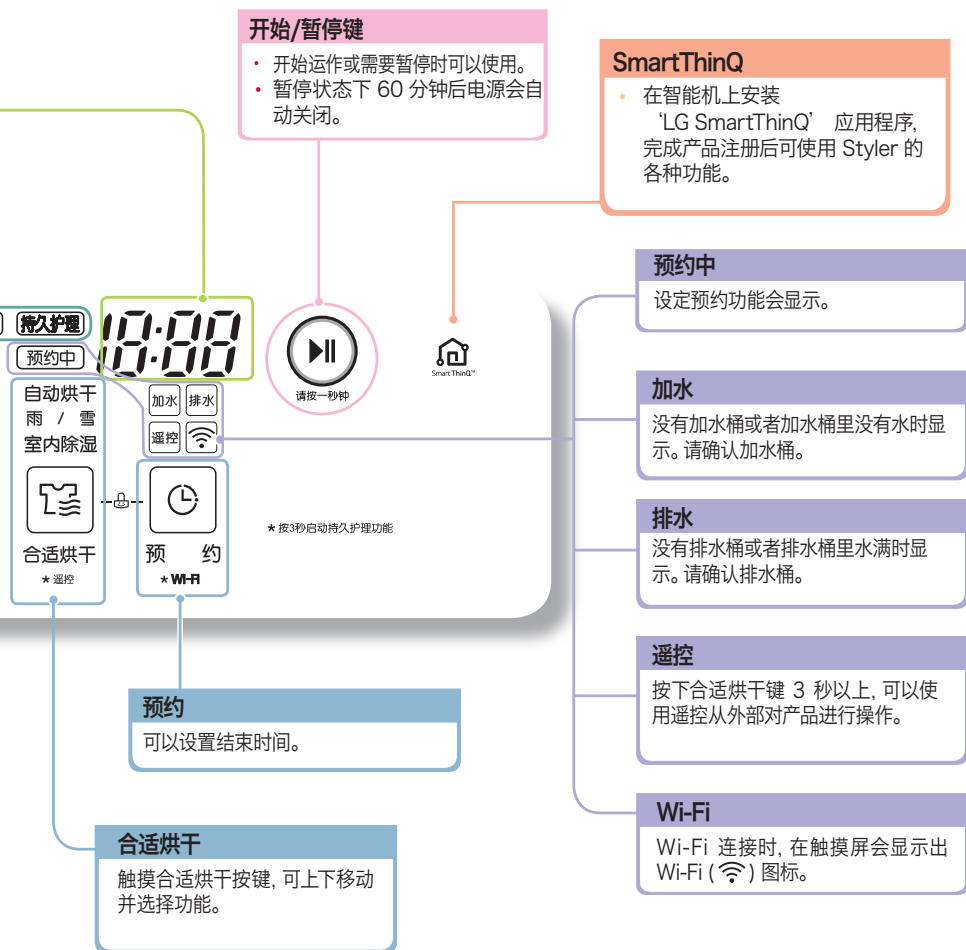 开始/暂停键
• 开始运作或需要暂停时可以使用。
• 暂停状态下 60 分钟后电源会自
动关闭。
SmartThinQ
• 在智能机上安装
‘LG SmartThinQ’ 应用程序,
完成产品注册后可使用 Styler 的
各种功能。
预约中
设定预约功能会显示。
加水
没有加水桶或者加水桶里没有水时显
示。请确认加水桶。
排水
没有排水桶或者排水桶里水满时显
示。请确认排水桶。
遥控
按下合适烘干键 3 秒以上, 可以使
用遥控从外部对产品进行操作。
Wi-Fi
Wi-Fi 连接时, 在触摸屏会显示出
Wi-Fi ( ) 图标。
持久护理
预约中
18:88
自动烘干
雨 / 雪
室内除湿
合适烘干
* 遥控
加水 排水
遥控
预 约
* WI-FI
请按一秒钟
Smart ThinQ™
* 按3秒启动持久护理功能
预约
可以设置结束时间。
合适烘干
触摸合适烘干按键, 可上下移动
并选择功能。